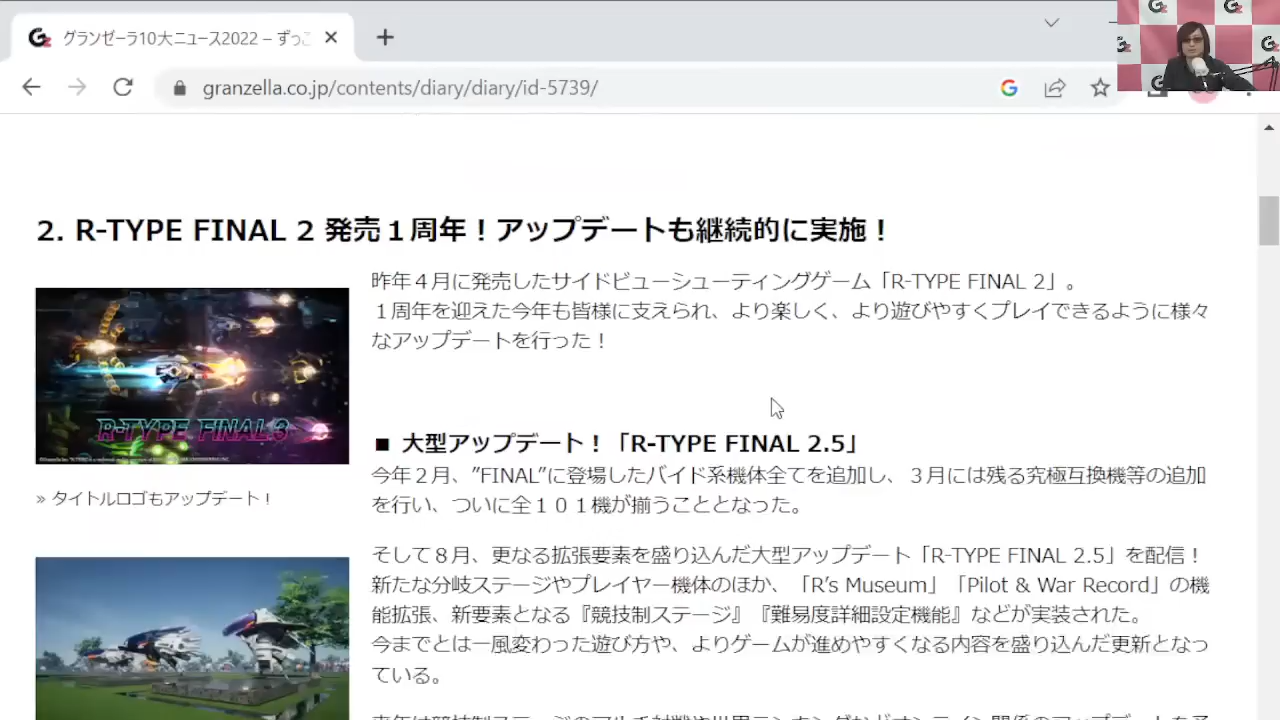 グランゼーラ10大ニュース2022 – ずっこ
granzella.co.jp/contents/diary/diary/id-5739/
2. R-TYPE FINAL 2 発売１周年！アップデートも継続的に実施！
昨年４月に発売したサイドビューシューティングゲーム「R-TYPE FINAL 2」。
１周年を迎えた今年も皆様に支えられ、より楽しく、より遊びやすくプレイできるように様々
なアップデートを行った！
R-TYPE FINAL 3
■ 大型アップデート！「R-TYPE FINAL 2.5」
今年２月、”FINAL”に登場したバイド系機体全てを追加し、３月には残る究極互換機等の追加
を行い、ついに全１０１機が揃うこととなった。
» タイトルロゴもアップデート！
そして８月、更なる拡張要素を盛り込んだ大型アップデート「R-TYPE FINAL 2.5」を配信！
新たな分岐ステージやプレイヤー機体のほか、「R’s Museum」「Pilot & War Record」の機
能拡張、新要素となる『競技制ステージ』『難易度詳細設定機能』などが実装された。
今までとは一風変わった遊び方や、よりゲームが進めやすくなる内容を盛り込んだ更新となっ
ている。